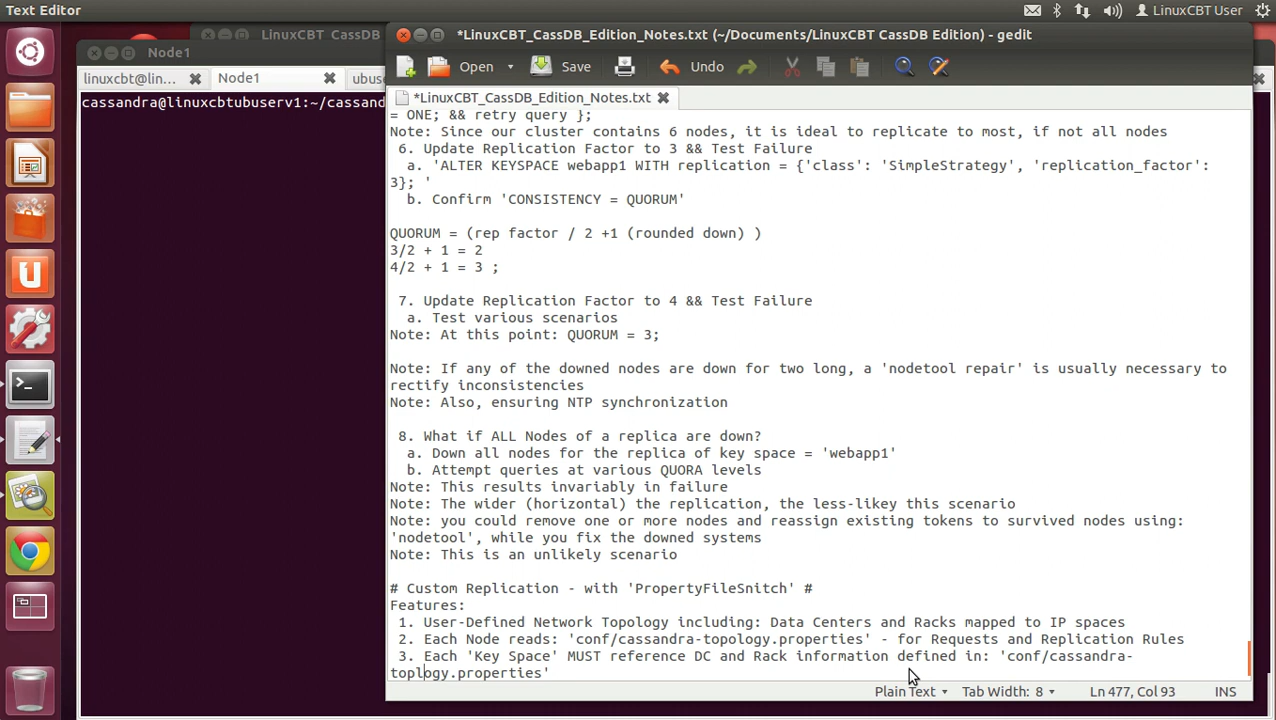 Text Editor
LinuxCBT User
LinuxCBT CassDB
Node1
*LinuxCBT_CassDB_Edition_Notes.txt (~/Documents/LinuxCBT CassDB Edition) - gedit
linuxcbt@lin...
Node1
ubuse
Open
Save
Undo
*LinuxCBT_CassDB_Edition_Notes.txt
cassandra@linuxcbtubuserv1:~/cassand
= ONE; && retry query };
Note: Since our cluster contains 6 nodes, it is ideal to replicate to most, if not all nodes
6. Update Replication Factor to 3 && Test Failure
a. 'ALTER KEYSPACE webapp1 WITH replication = {'class': 'SimpleStrategy', 'replication_factor':
3}; '
b. Confirm 'CONSISTENCY = QUORUM'
QUORUM = (rep factor / 2 +1 (rounded down) )
3/2 + 1 = 2
4/2 + 1 = 3 ;
7. Update Replication Factor to 4 && Test Failure
a. Test various scenarios
Note: At this point: QUORUM = 3;
Note: If any of the downed nodes are down for two long, a 'nodetool repair' is usually necessary to
rectify inconsistencies
Note: Also, ensuring NTP synchronization
8. What if ALL Nodes of a replica are down?
a. Down all nodes for the replica of key space = 'webapp1'
b. Attempt queries at various QUORA levels
Note: This results invariably in failure
Note: The wider (horizontal) the replication, the less-likey this scenario
Note: you could remove one or more nodes and reassign existing tokens to survived nodes using:
'nodetool', while you fix the downed systems
Note: This is an unlikely scenario
# Custom Replication - with 'PropertyFileSnitch' #
Features:
1. User-Defined Network Topology including: Data Centers and Racks mapped to IP spaces
2. Each Node reads: 'conf/cassandra-topology.properties' - for Requests and Replication Rules
3. Each 'Key Space' MUST reference DC and Rack information defined in: 'conf/cassandra-
toplogy.properties'
Plain Text
Tab Width: 8
Ln 477, Col 93
INS